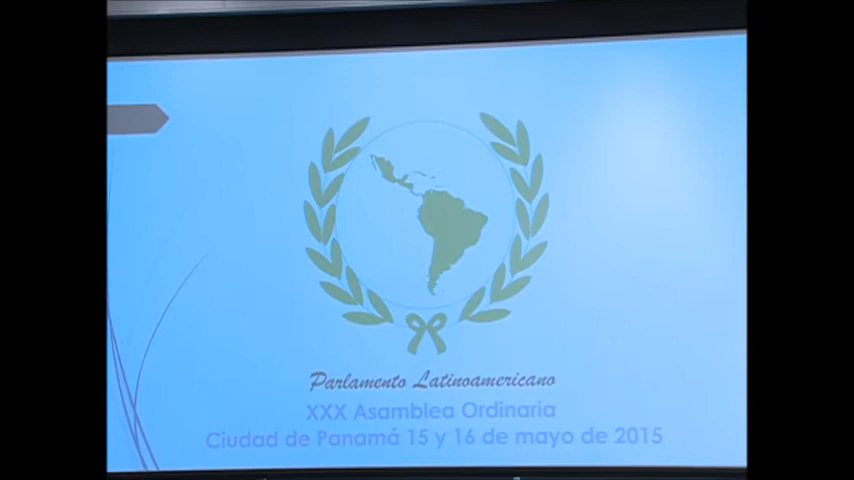 Parlamento Latinoamericano
XXX Asamblea Ordinaria
Ciudad de Panamá 15 y 16 de mayo de 2015